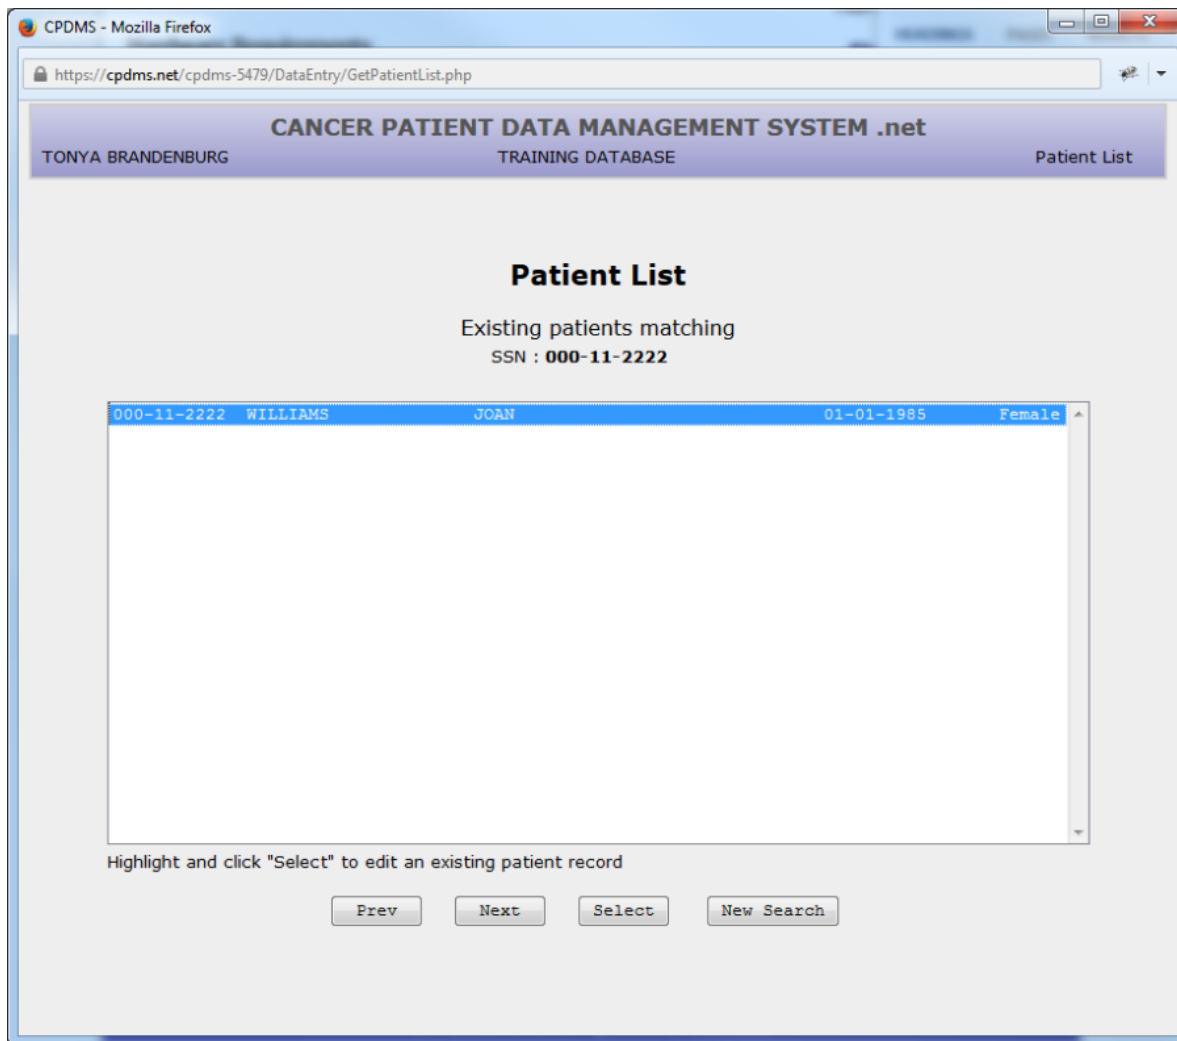 CPDMS - Mozilla Firefox
https://cpdms.net/cpdms-5479/DataEntry/GetPatientList.php
CANCER PATIENT DATA MANAGEMENT SYSTEM .net
TONYA BRANDENBURG TRAINING DATABASE Patient List
Patient List
Existing patients matching
SSN : 000-11-2222
000-11-2222 WILLIAMS JOAN 01-01-1985 Female
Highlight and click "Select" to edit an existing patient record
Prev Next Select New Search